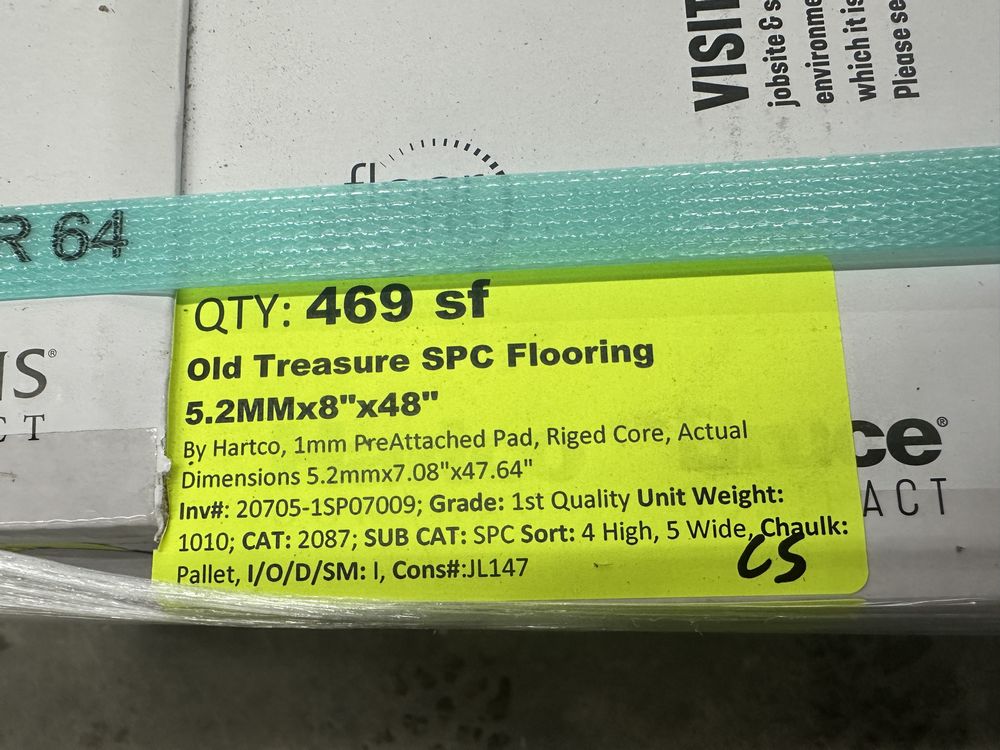 VISIT
jobsite & s
environme
which it is
Please se
R 64
QTY: 469 sf
Old Treasure SPC Flooring
5.2MMx8"x48"
By Hartco, 1mm PreAttached Pad, Riged Core, Actual
Dimensions 5.2mmx7.08"x47.64"
Inv#: 20705-1SP07009; Grade: 1st Quality Unit Weight:
1010; CAT: 2087; SUB CAT: SPC Sort: 4 High, 5 Wide, Chaulk:
Pallet, I/O/D/SM: I, Cons#:JL147
CS
NS®
CT
ce®
ACT